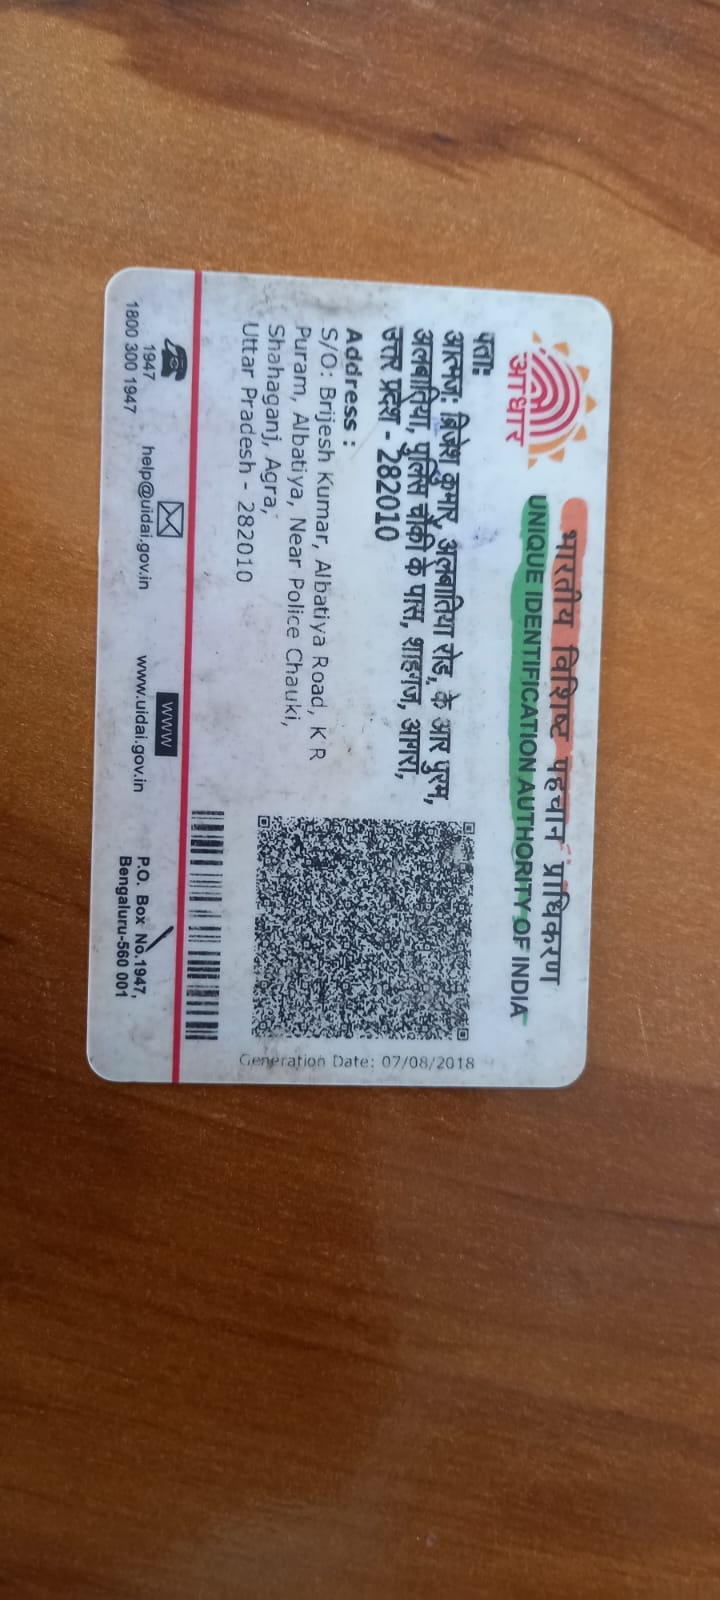 आधार
भारतीय विशिष्ट पहचान प्राधिकरण
UNIQUE IDENTIFICATION AUTHORITY OF INDIA
पता:
आत्मज: ब्रिजेश कुमार, अलबातिया रोड, के आर पुरम,
अलबातिया, पुलिस चौकी के पास, शाहगंज, आगरा,
उत्तर प्रदेश - 282010
Address :
S/O: Brijesh Kumar, Albatiya Road, K R
Puram, Albatiya, Near Police Chauki,
Shahaganj, Agra,
Uttar Pradesh - 282010
Generation Date: 07/08/2018
1947
1800 300 1947
help@uidai.gov.in
WWW
www.uidai.gov.in
P.O. Box No.1947,
Bengaluru-560 001